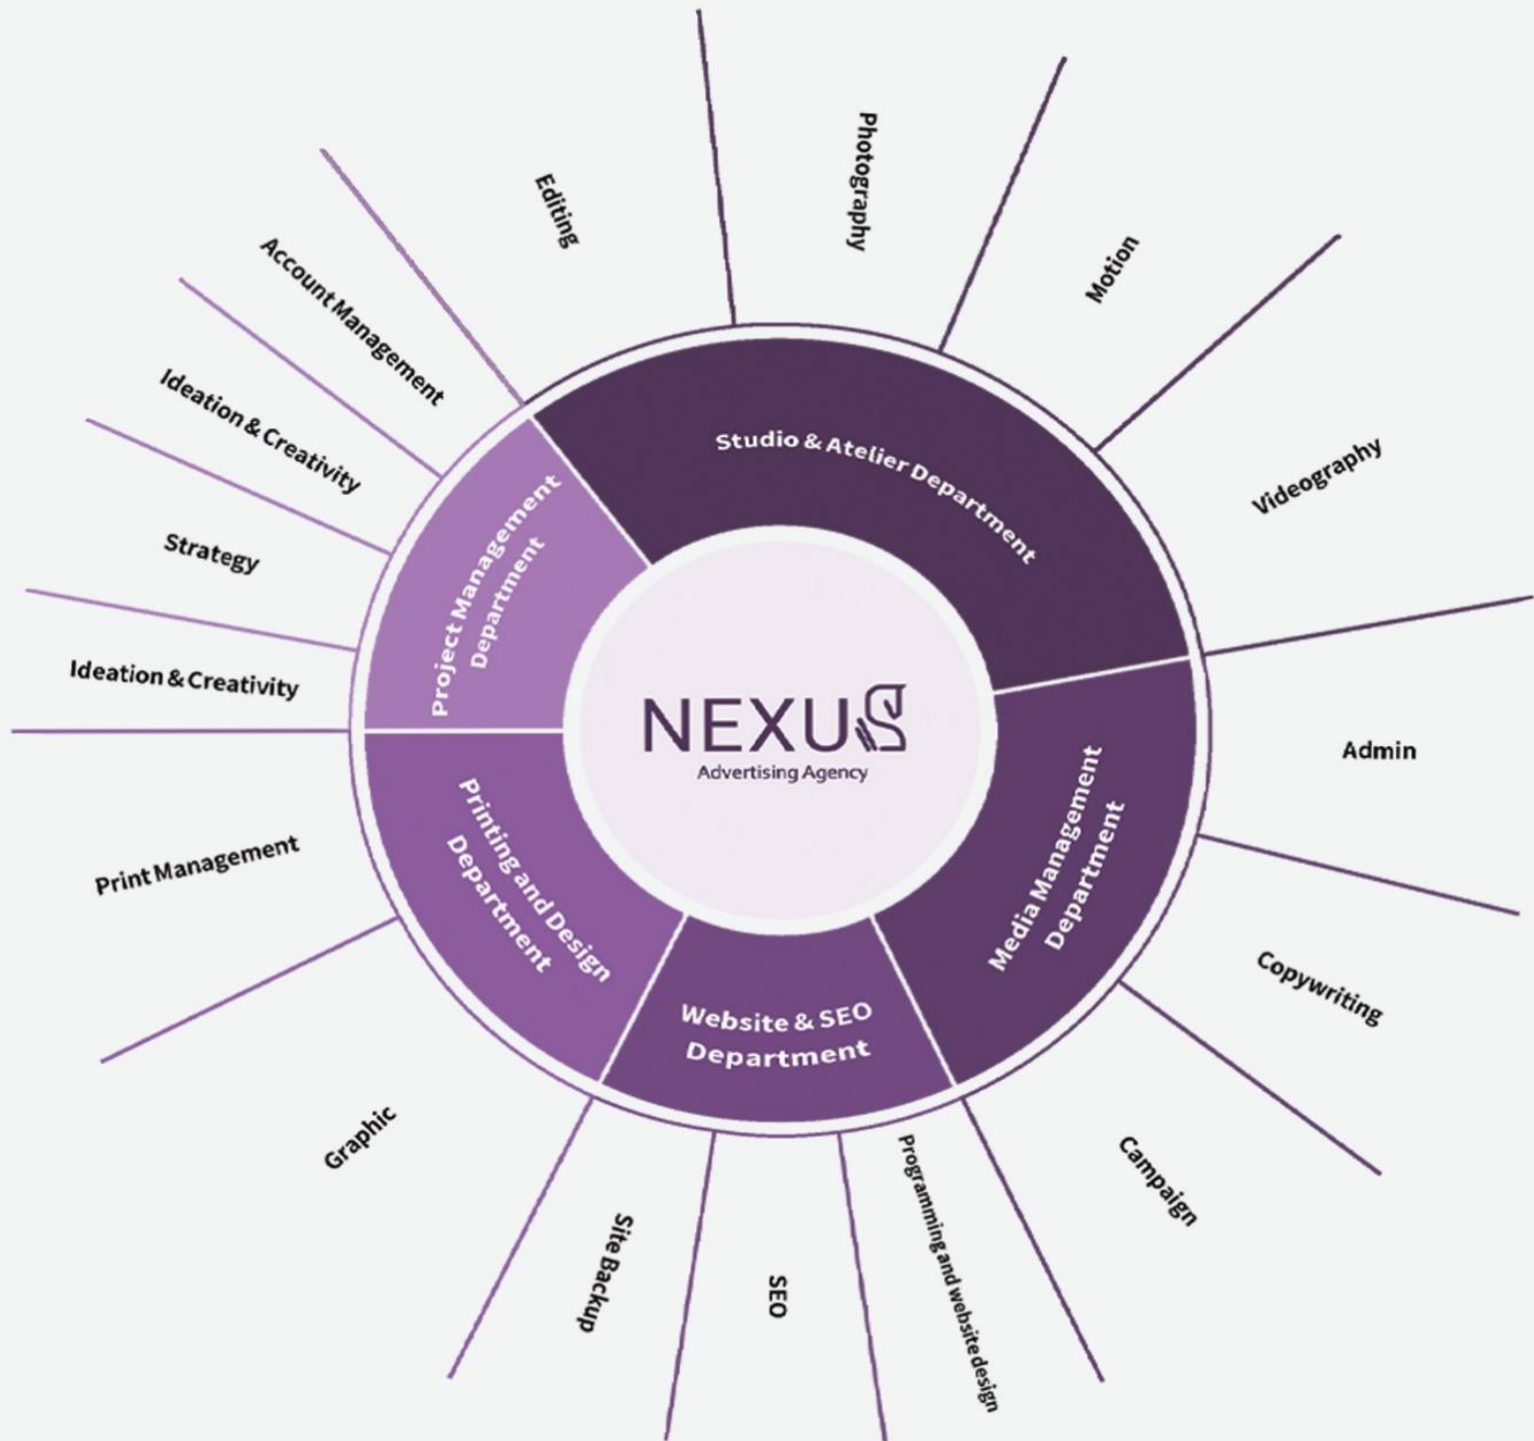 NEXUS
Advertising Agency
Studio & Atelier Department
Editing
Photography
Motion
Videography
Media Management
Department
Admin
Copywriting
Campaign
Website & SEO
Department
Programming and website design
SEO
Site Backup
Printing and Design
Department
Graphic
Print Management
Project Management
Department
Ideation & Creativity
Strategy
Ideation & Creativity
Account Management